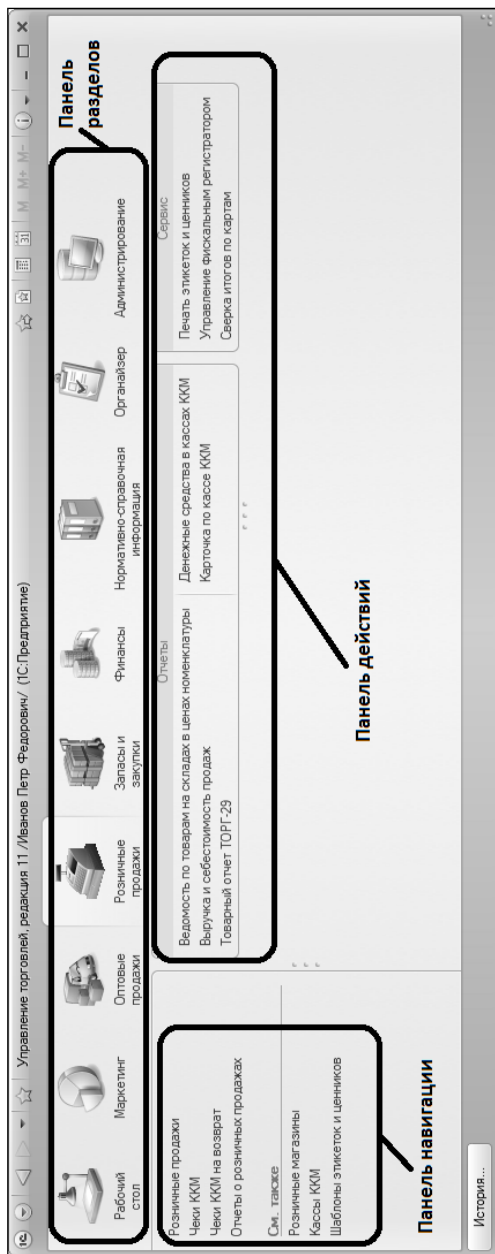 Управление торговлей, редакция 11 /Иванов Петр Федорович/ (1С:Предприятие)
31 M M+ M-
Панель
разделов
Рабочий
стол
Маркетинг
Оптовые
продажи
Розничные
продажи
Запасы и
закупки
Финансы
Нормативно-справочная
информация
Органайзер
Администрирование
Розничные продажи
Чеки ККМ
Чеки ККМ на возврат
Отчеты о розничных продажах
См. также
Розничные магазины
Кассы ККМ
Шаблоны этикеток и ценников
Отчеты
Ведомость по товарам на складах в ценах номенклатуры
Выручка и себестоимость продаж
Товарный отчет ТОРГ-29
Денежные средства в кассах ККМ
Карточка по кассе ККМ
Сервис
Печать этикеток и ценников
Управление фискальным регистратором
Сверка итогов по картам
Панель действий
Панель навигации
История...